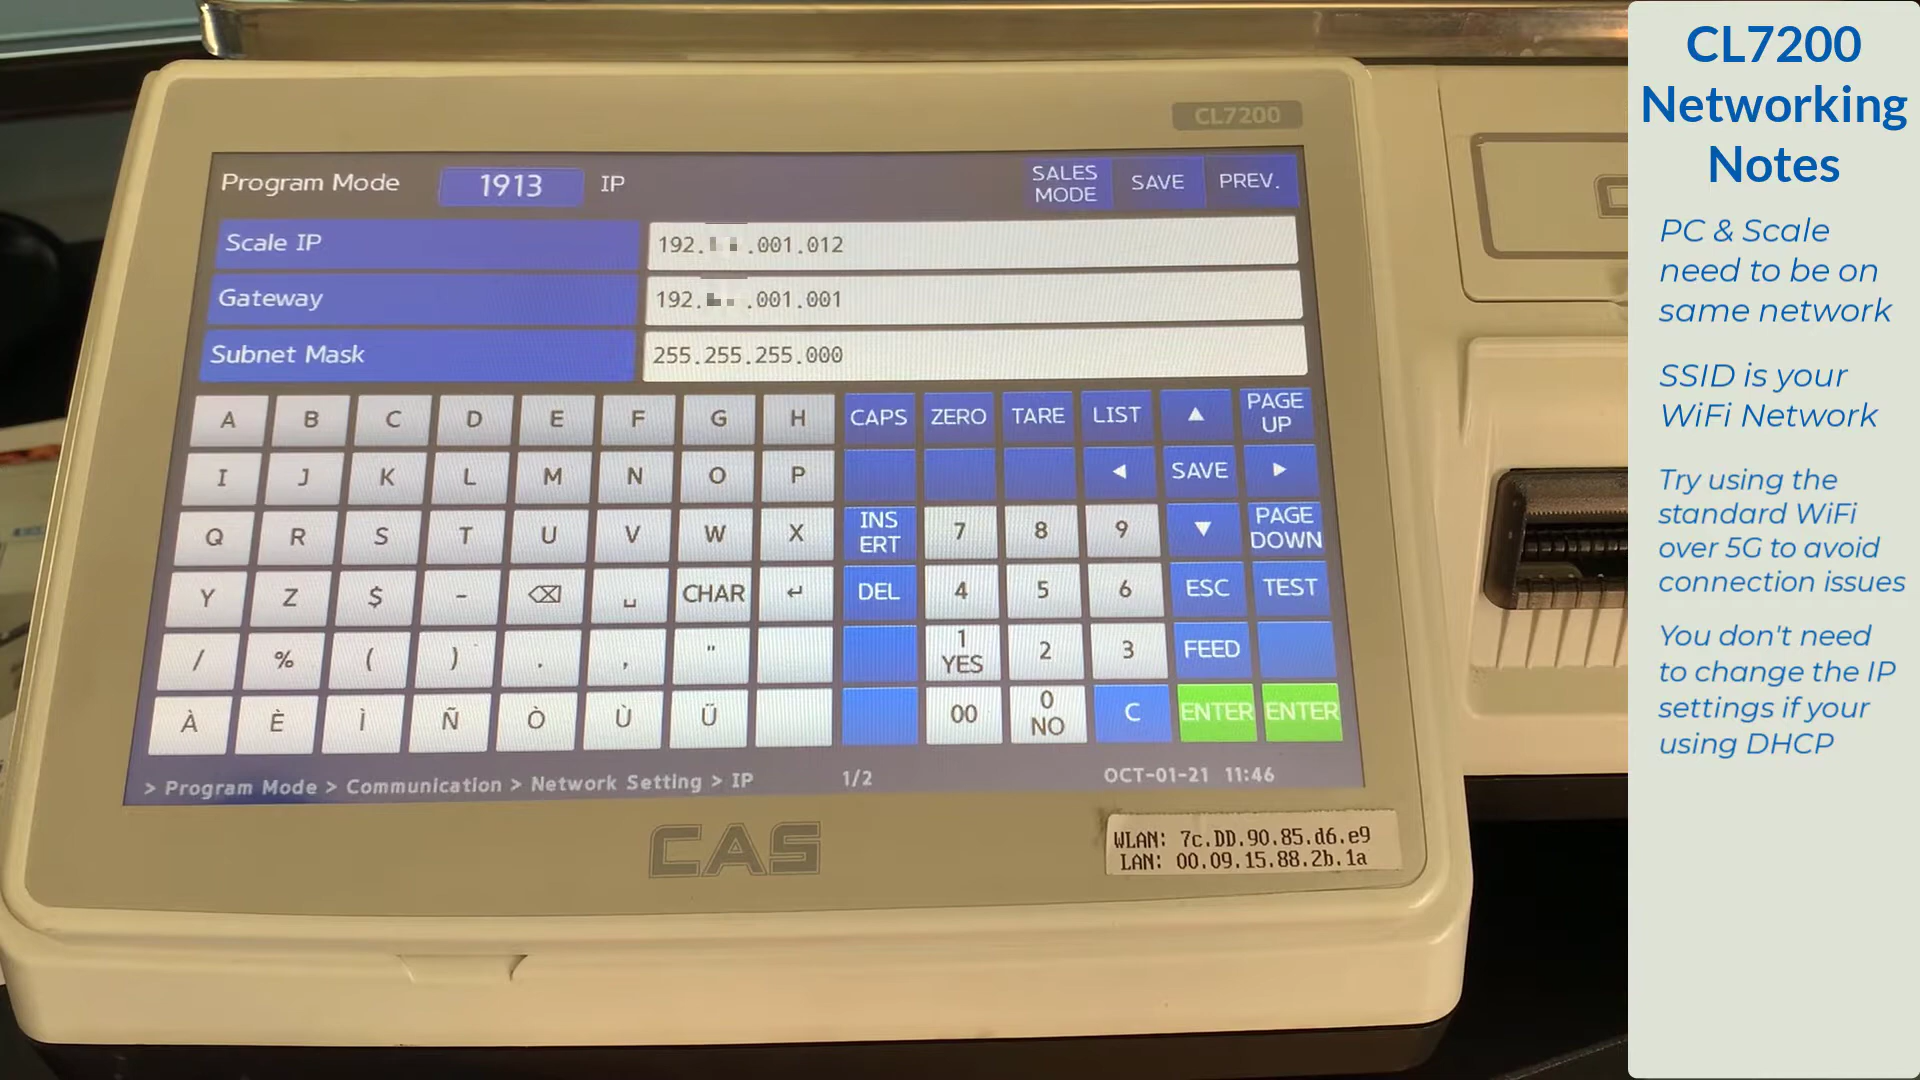 CL7200
Program Mode 1913 IP SALES MODE SAVE PREV.
Scale IP 192. .001.012
Gateway 192. .001.001
Subnet Mask 255.255.255.000
A B C D E F G H CAPS ZERO TARE LIST ▲ PAGE UP
I J K L M N O P ◄ SAVE ►
Q R S T U V W X INS ERT 7 8 9 ▼ PAGE DOWN
Y Z $ - ⌫ ␣ CHAR ↵ DEL 4 5 6 ESC TEST
/ % ( ) . , " 1 YES 2 3 FEED
À È Ì Ñ Ò Ù Ü 00 0 NO C ENTER ENTER
> Program Mode > Communication > Network Setting > IP 1/2 OCT-01-21 11:46
CAS
WLAN: 7c.DD.90.85.d6.e9
LAN: 00.09.15.88.2b.1a
CL7200
Networking
Notes
PC & Scale
need to be on
same network
SSID is your
WiFi Network
Try using the
standard WiFi
over 5G to avoid
connection issues
You don't need
to change the IP
settings if your
using DHCP